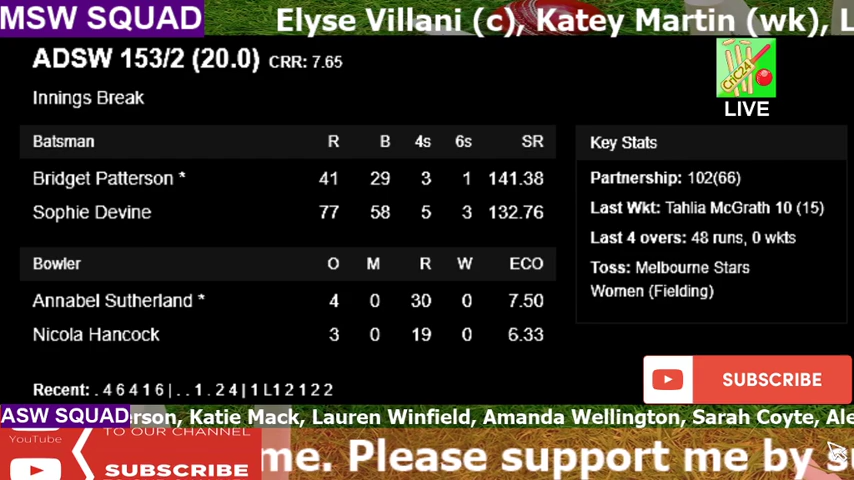 MSW SQUAD
Elyse Villani (c), Katey Martin (wk), L
ADSW 153/2 (20.0) CRR: 7.65
Innings Break
Cric24
LIVE
Batsman R B 4s 6s SR
Bridget Patterson * 41 29 3 1 141.38
Sophie Devine 77 58 5 3 132.76
Bowler O M R W ECO
Annabel Sutherland * 4 0 30 0 7.50
Nicola Hancock 3 0 19 0 6.33
Key Stats
Partnership: 102(66)
Last Wkt: Tahlia McGrath 10 (15)
Last 4 overs: 48 runs, 0 wkts
Toss: Melbourne Stars
Women (Fielding)
Recent: . 4 6 4 1 6 | . . 1 . 2 4 | 1 L1 2 1 2 2
SUBSCRIBE
ASW SQUAD
erson, Katie Mack, Lauren Winfield, Amanda Wellington, Sarah Coyte, Ale
YouTube
TO OUR CHANNEL
SUBSCRIBE
me. Please support me by su